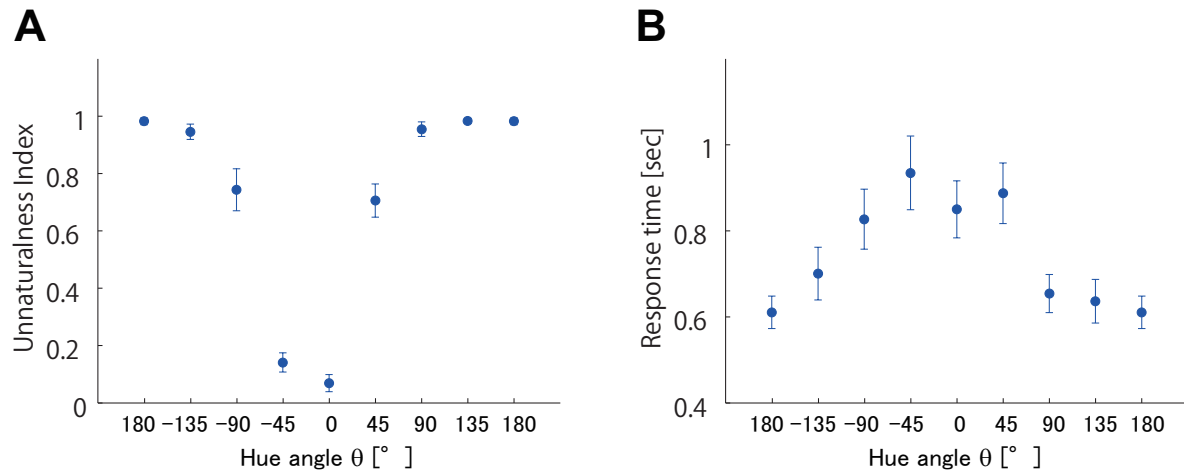 A
Unnaturalness Index
1
0.8
0.6
0.4
0.2
0
180 −135 −90 −45 0 45 90 135 180
Hue angle θ [° ]
B
Response time [sec]
1
0.8
0.6
0.4
180 −135 −90 −45 0 45 90 135 180
Hue angle θ [° ]